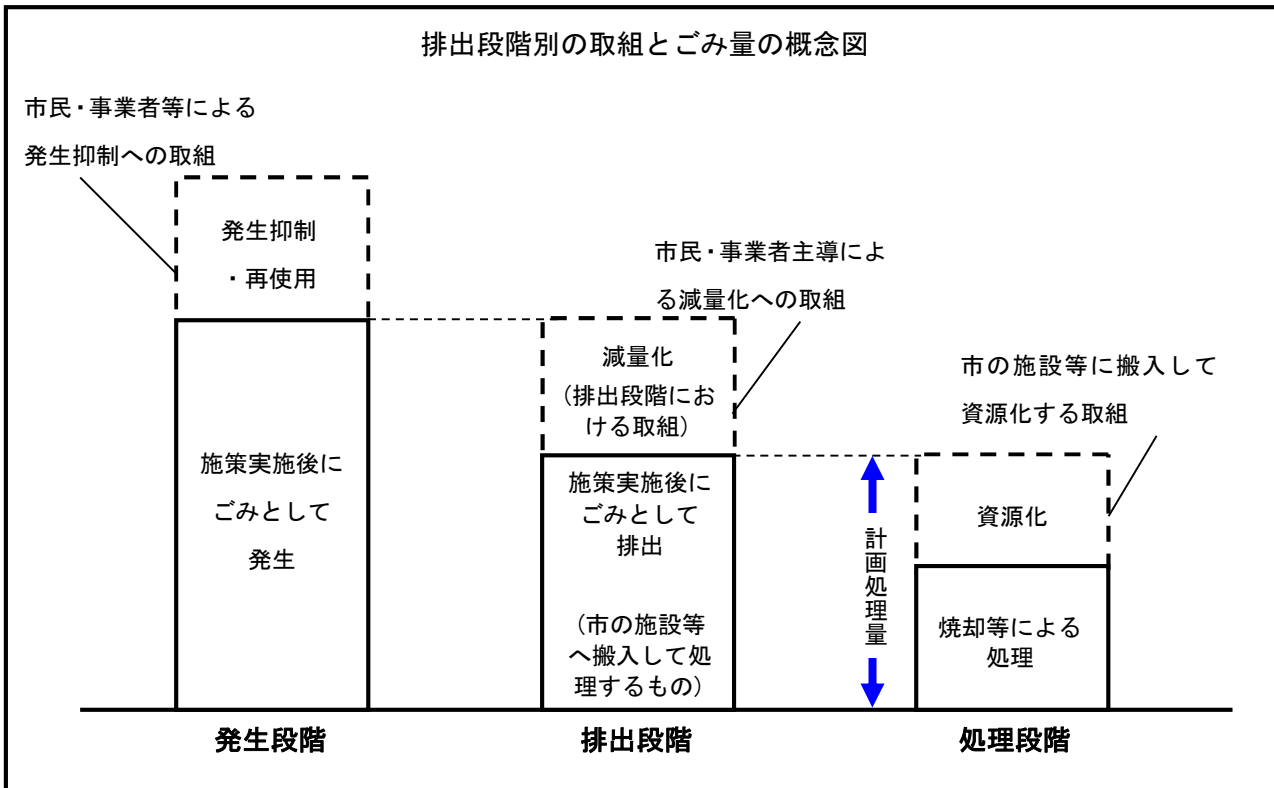 排出段階別の取組とごみ量の概念図
市民・事業者等による
発生抑制への取組
発生抑制
・再使用
施策実施後に
ごみとして
発生
市民・事業者主導によ
る減量化への取組
減量化
（排出段階にお
ける取組）
施策実施後に
ごみとして
排出
（市の施設等
へ搬入して処
理するもの）
計画処理量
市の施設等に搬入して
資源化する取組
資源化
焼却等による
処理
発生段階
排出段階
処理段階